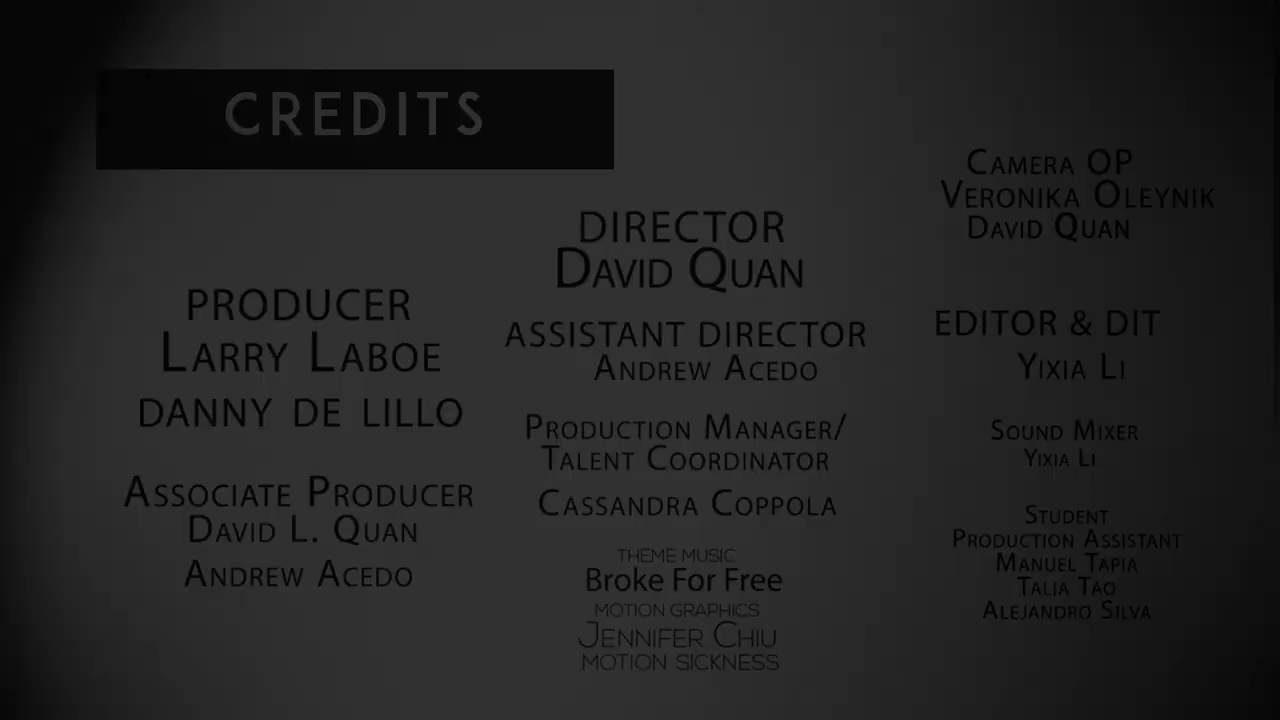 CREDITS
PRODUCER
LARRY LABOE
DANNY DE LILLO
ASSOCIATE PRODUCER
DAVID L. QUAN
ANDREW ACEDO
DIRECTOR
DAVID QUAN
ASSISTANT DIRECTOR
ANDREW ACEDO
PRODUCTION MANAGER/
TALENT COORDINATOR
CASSANDRA COPPOLA
THEME MUSIC
Broke For Free
MOTION GRAPHICS
JENNIFER CHIU
MOTION SICKNESS
CAMERA OP
VERONIKA OLEYNIK
DAVID QUAN
EDITOR & DIT
YIXIA LI
SOUND MIXER
YIXIA LI
STUDENT
PRODUCTION ASSISTANT
MANUEL TAPIA
TALIA TAO
ALEJANDRO SILVA